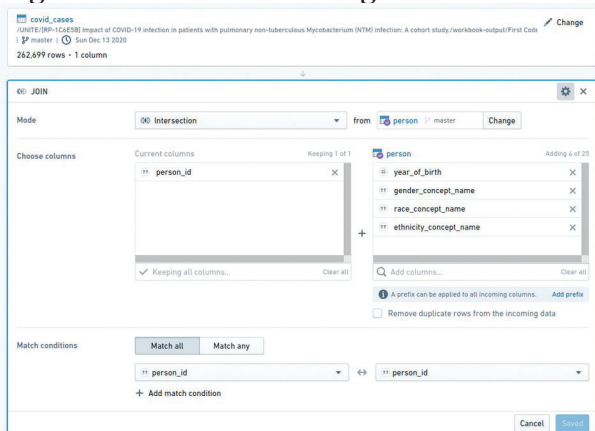 covid_cases
/UNITE/[RP-1C6E5B] Impact of COVID-19 infection in patients with pulmonary non-tuberculous Mycobacterium (NTM) infection: A cohort study./workbook-output/First Code
master | Sun Dec 13 2020
262,699 rows · 1 column
Change
JOIN
Mode
Intersection
from
person
master
Change
Choose columns
Current columns
Keeping 1 of 1
person_id
Keeping all columns...
Clear all
+
person
Adding 4 of 25
year_of_birth
gender_concept_name
race_concept_name
ethnicity_concept_name
Add columns...
Clear all
A prefix can be applied to all incoming columns.
Add prefix
Remove duplicate rows from the incoming data
Match conditions
Match all
Match any
person_id
person_id
+ Add match condition
Cancel
Saved